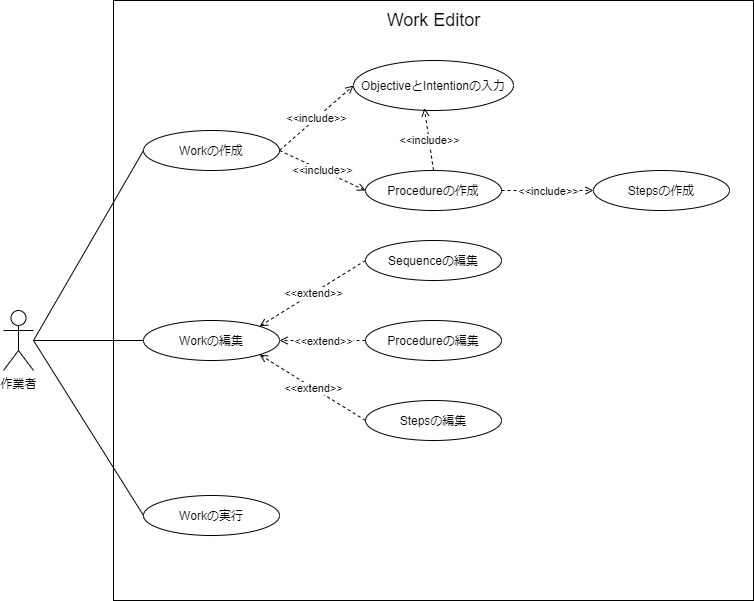 Work Editor
ObjectiveとIntentionの入力
<<include>>
<<include>>
Workの作成
<<include>>
Procedureの作成
<<include>>
Stepsの作成
Sequenceの編集
<<extend>>
Workの編集
<<extend>>
Procedureの編集
作業者
<<extend>>
Stepsの編集
Workの実行